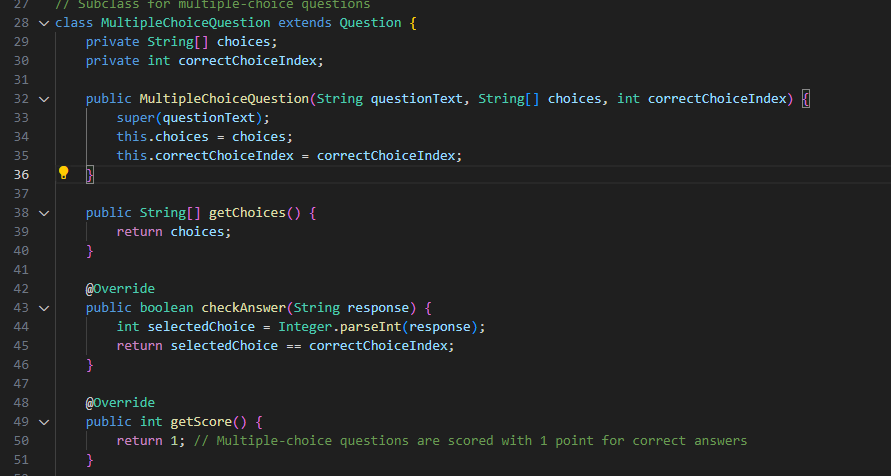 27 // Subclass for multiple-choice questions
28 class MultipleChoiceQuestion extends Question {
29     private String[] choices;
30     private int correctChoiceIndex;
31
32     public MultipleChoiceQuestion(String questionText, String[] choices, int correctChoiceIndex) {
33         super(questionText);
34         this.choices = choices;
35         this.correctChoiceIndex = correctChoiceIndex;
36     }
37
38     public String[] getChoices() {
39         return choices;
40     }
41
42     @Override
43     public boolean checkAnswer(String response) {
44         int selectedChoice = Integer.parseInt(response);
45         return selectedChoice == correctChoiceIndex;
46     }
47
48     @Override
49     public int getScore() {
50         return 1; // Multiple-choice questions are scored with 1 point for correct answers
51     }